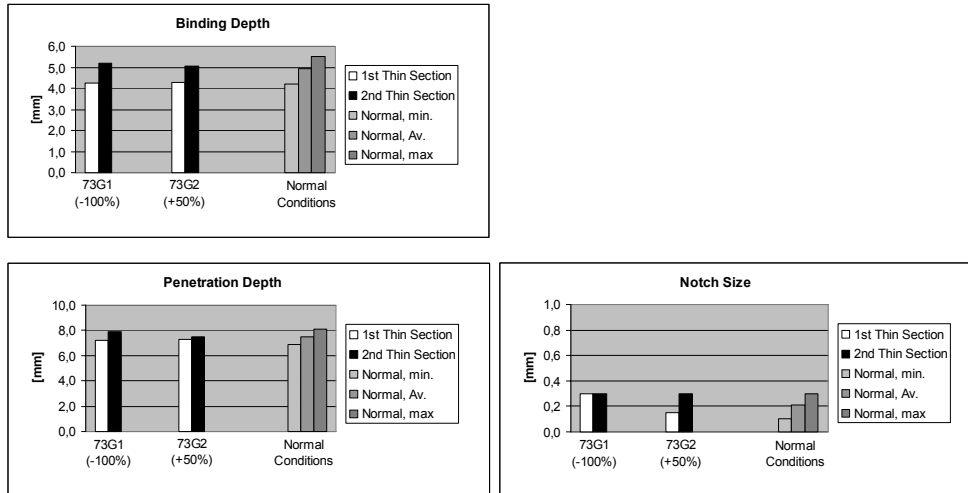 Binding Depth
6,0
5,0
4,0
3,0
2,0
1,0
0,0
[mm]
73G1
(-100%)
73G2
(+50%)
Normal
Conditions
1st Thin Section
2nd Thin Section
Normal, min.
Normal, Av.
Normal, max
Penetration Depth
10,0
8,0
6,0
4,0
2,0
0,0
[mm]
73G1
(-100%)
73G2
(+50%)
Normal
Conditions
1st Thin Section
2nd Thin Section
Normal, min.
Normal, Av.
Normal, max
Notch Size
1,0
0,8
0,6
0,4
0,2
0,0
[mm]
73G1
(-100%)
73G2
(+50%)
Normal
Conditions
1st Thin Section
2nd Thin Section
Normal, min.
Normal, Av.
Normal, max